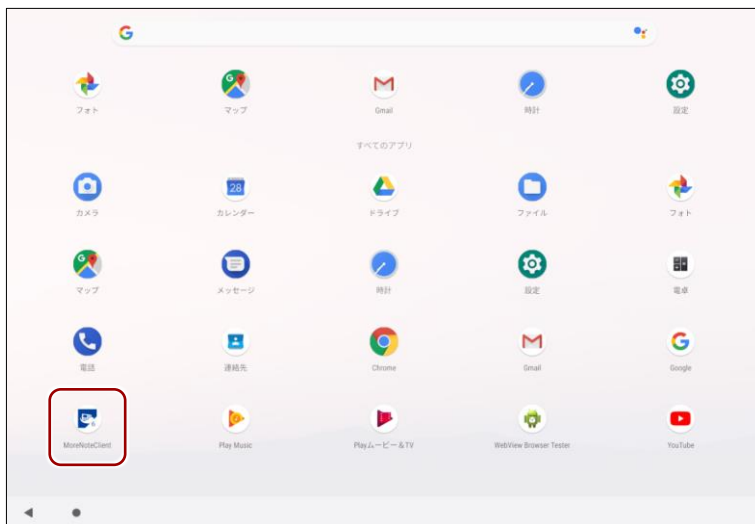 フォト マップ Gmail 時計 設定
すべてのアプリ
カメラ カレンダー ドライブ ファイル フォト
28
マップ メッセージ 時計 設定 電卓
電話 連絡先 Chrome Gmail Google
MoreNoteClient Play Music Playムービー＆TV WebView Browser Tester YouTube